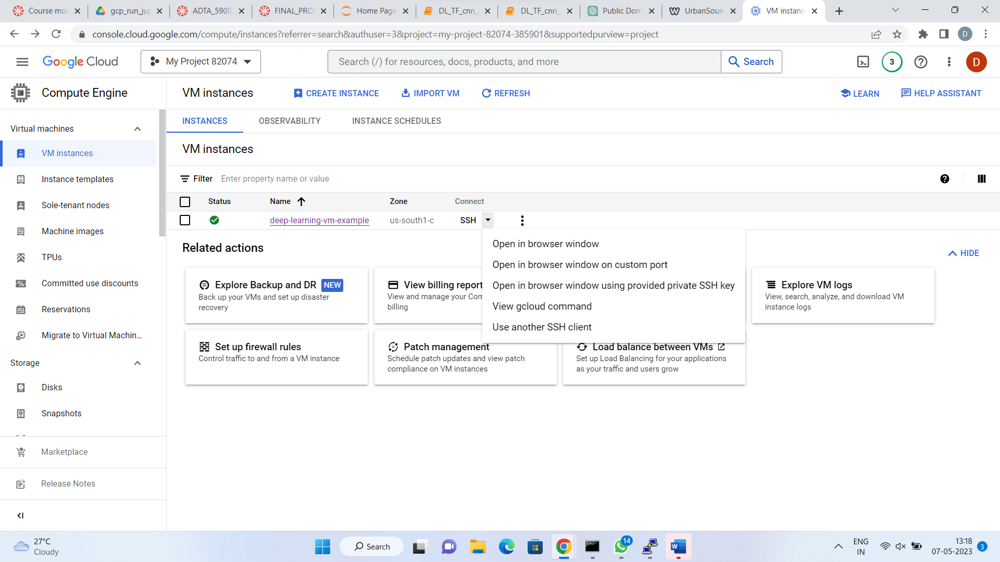 Course mod
gcp_run_jup
ADTA_5900
FINAL_PRO
Home Page
DL_TF_cnn_
DL_TF_cnn_
Public Dom
UrbanSoun
VM instanc
console.cloud.google.com/compute/instances?referrer=search&authuser=3&project=my-project-82074-385901&supportedpurview=project
D
Google Cloud
My Project 82074
Search (/) for resources, docs, products, and more
Search
3
D
Compute Engine
VM instances
CREATE INSTANCE
IMPORT VM
REFRESH
LEARN
HELP ASSISTANT
Virtual machines
VM instances
Instance templates
Sole-tenant nodes
Machine images
TPUs
Committed use discounts
Reservations
Migrate to Virtual Machin...
Storage
Disks
Snapshots
Marketplace
Release Notes
INSTANCES
OBSERVABILITY
INSTANCE SCHEDULES
VM instances
Filter
Enter property name or value
Status
Name
Zone
Connect
deep-learning-vm-example
us-south1-c
SSH
Open in browser window
Open in browser window on custom port
Open in browser window using provided private SSH key
View gcloud command
Use another SSH client
Related actions
HIDE
Explore Backup and DR NEW
Back up your VMs and set up disaster
recovery
View billing report
View and manage your Com
billing
Explore VM logs
View, search, analyze, and download VM
instance logs
Set up firewall rules
Control traffic to and from a VM instance
Patch management
Schedule patch updates and view patch
compliance on VM instances
Load balance between VMs
Set up Load Balancing for your applications
as your traffic and users grow
27°C
Cloudy
Search
14
ENG
IN
13:18
07-05-2023
3